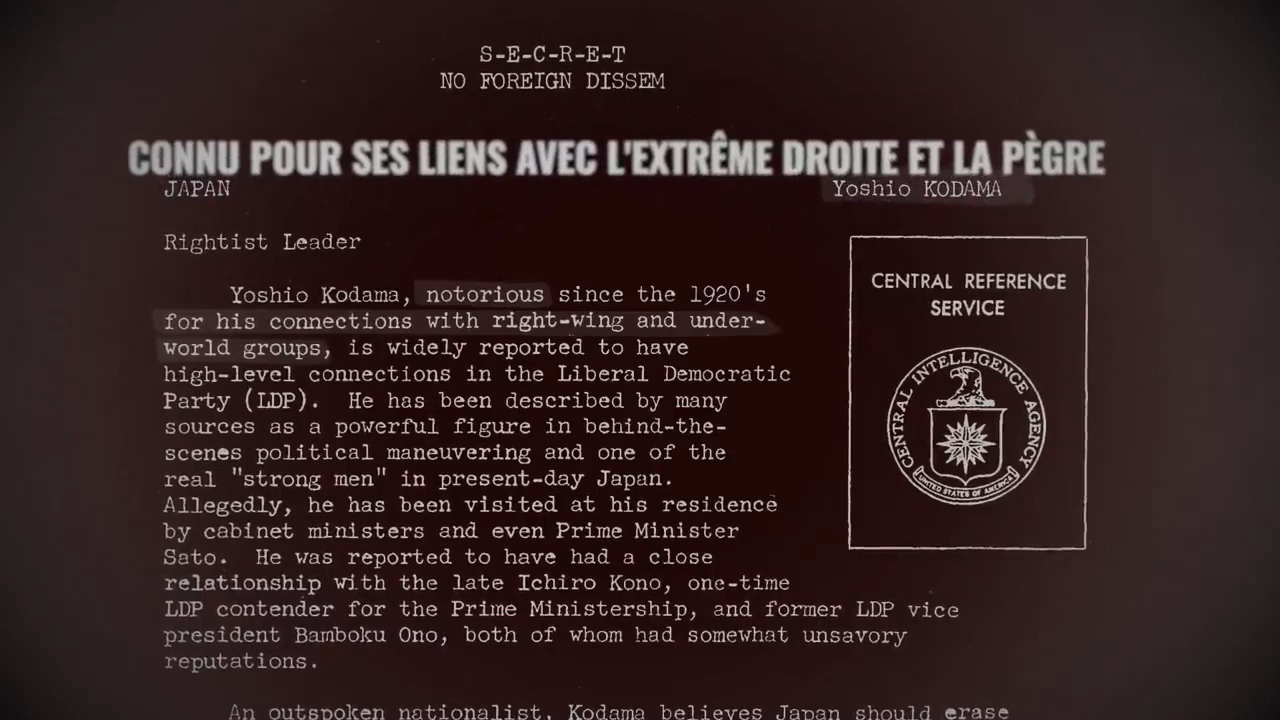 S-E-C-R-E-T
NO FOREIGN DISSEM
CONNU POUR SES LIENS AVEC L'EXTRÊME DROITE ET LA PÈGRE
JAPAN
Yoshio KODAMA
Rightist Leader
CENTRAL REFERENCE
SERVICE
CENTRAL INTELLIGENCE AGENCY
UNITED STATES OF AMERICA
Yoshio Kodama, notorious since the 1920's
for his connections with right-wing and under-
world groups, is widely reported to have
high-level connections in the Liberal Democratic
Party (LDP). He has been described by many
sources as a powerful figure in behind-the-
scenes political maneuvering and one of the
real "strong men" in present-day Japan.
Allegedly, he has been visited at his residence
by cabinet ministers and even Prime Minister
Sato. He was reported to have had a close
relationship with the late Ichiro Kono, one-time
LDP contender for the Prime Ministership, and former LDP vice
president Bamboku Ono, both of whom had somewhat unsavory
reputations.
An outspoken nationalist, Kodama believes Japan should erase